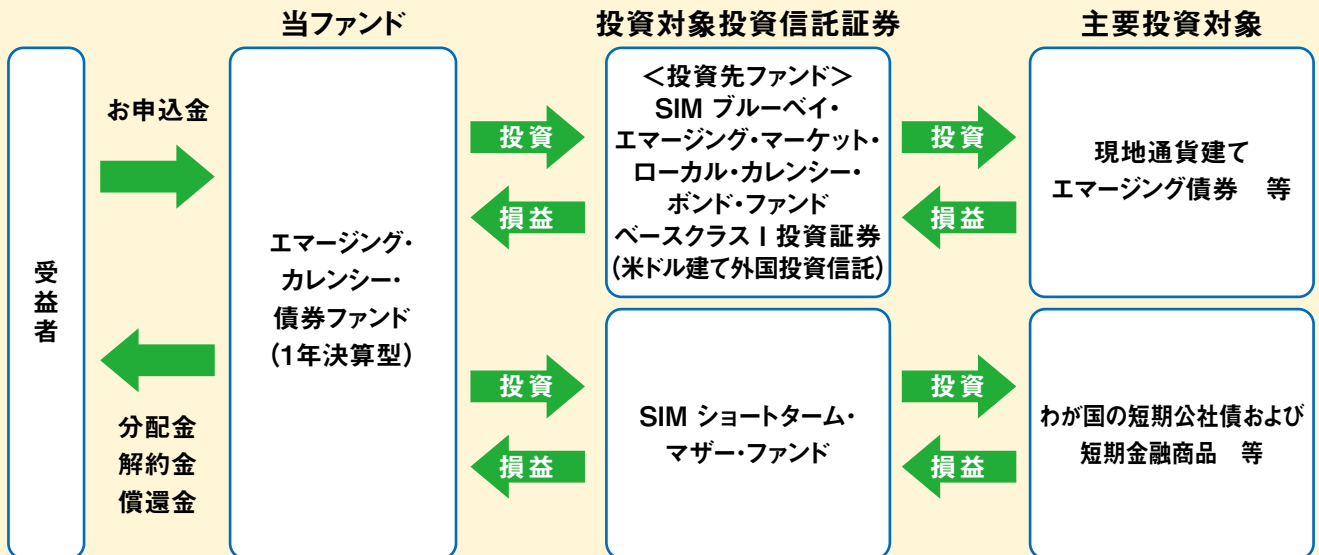 当ファンド
投資対象投資信託証券
主要投資対象
受益者
お申込金
分配金
解約金
償還金
エマージング・
カレンシー・
債券ファンド
(1年決算型)
投資
損益
<投資先ファンド>
SIM ブルーベイ・
エマージング・マーケット・
ローカル・カレンシー・
ボンド・ファンド
ベースクラス I 投資証券
(米ドル建て外国投資信託)
投資
損益
現地通貨建て
エマージング債券 等
投資
損益
SIM ショートターム・
マザー・ファンド
投資
損益
わが国の短期公社債および
短期金融商品 等